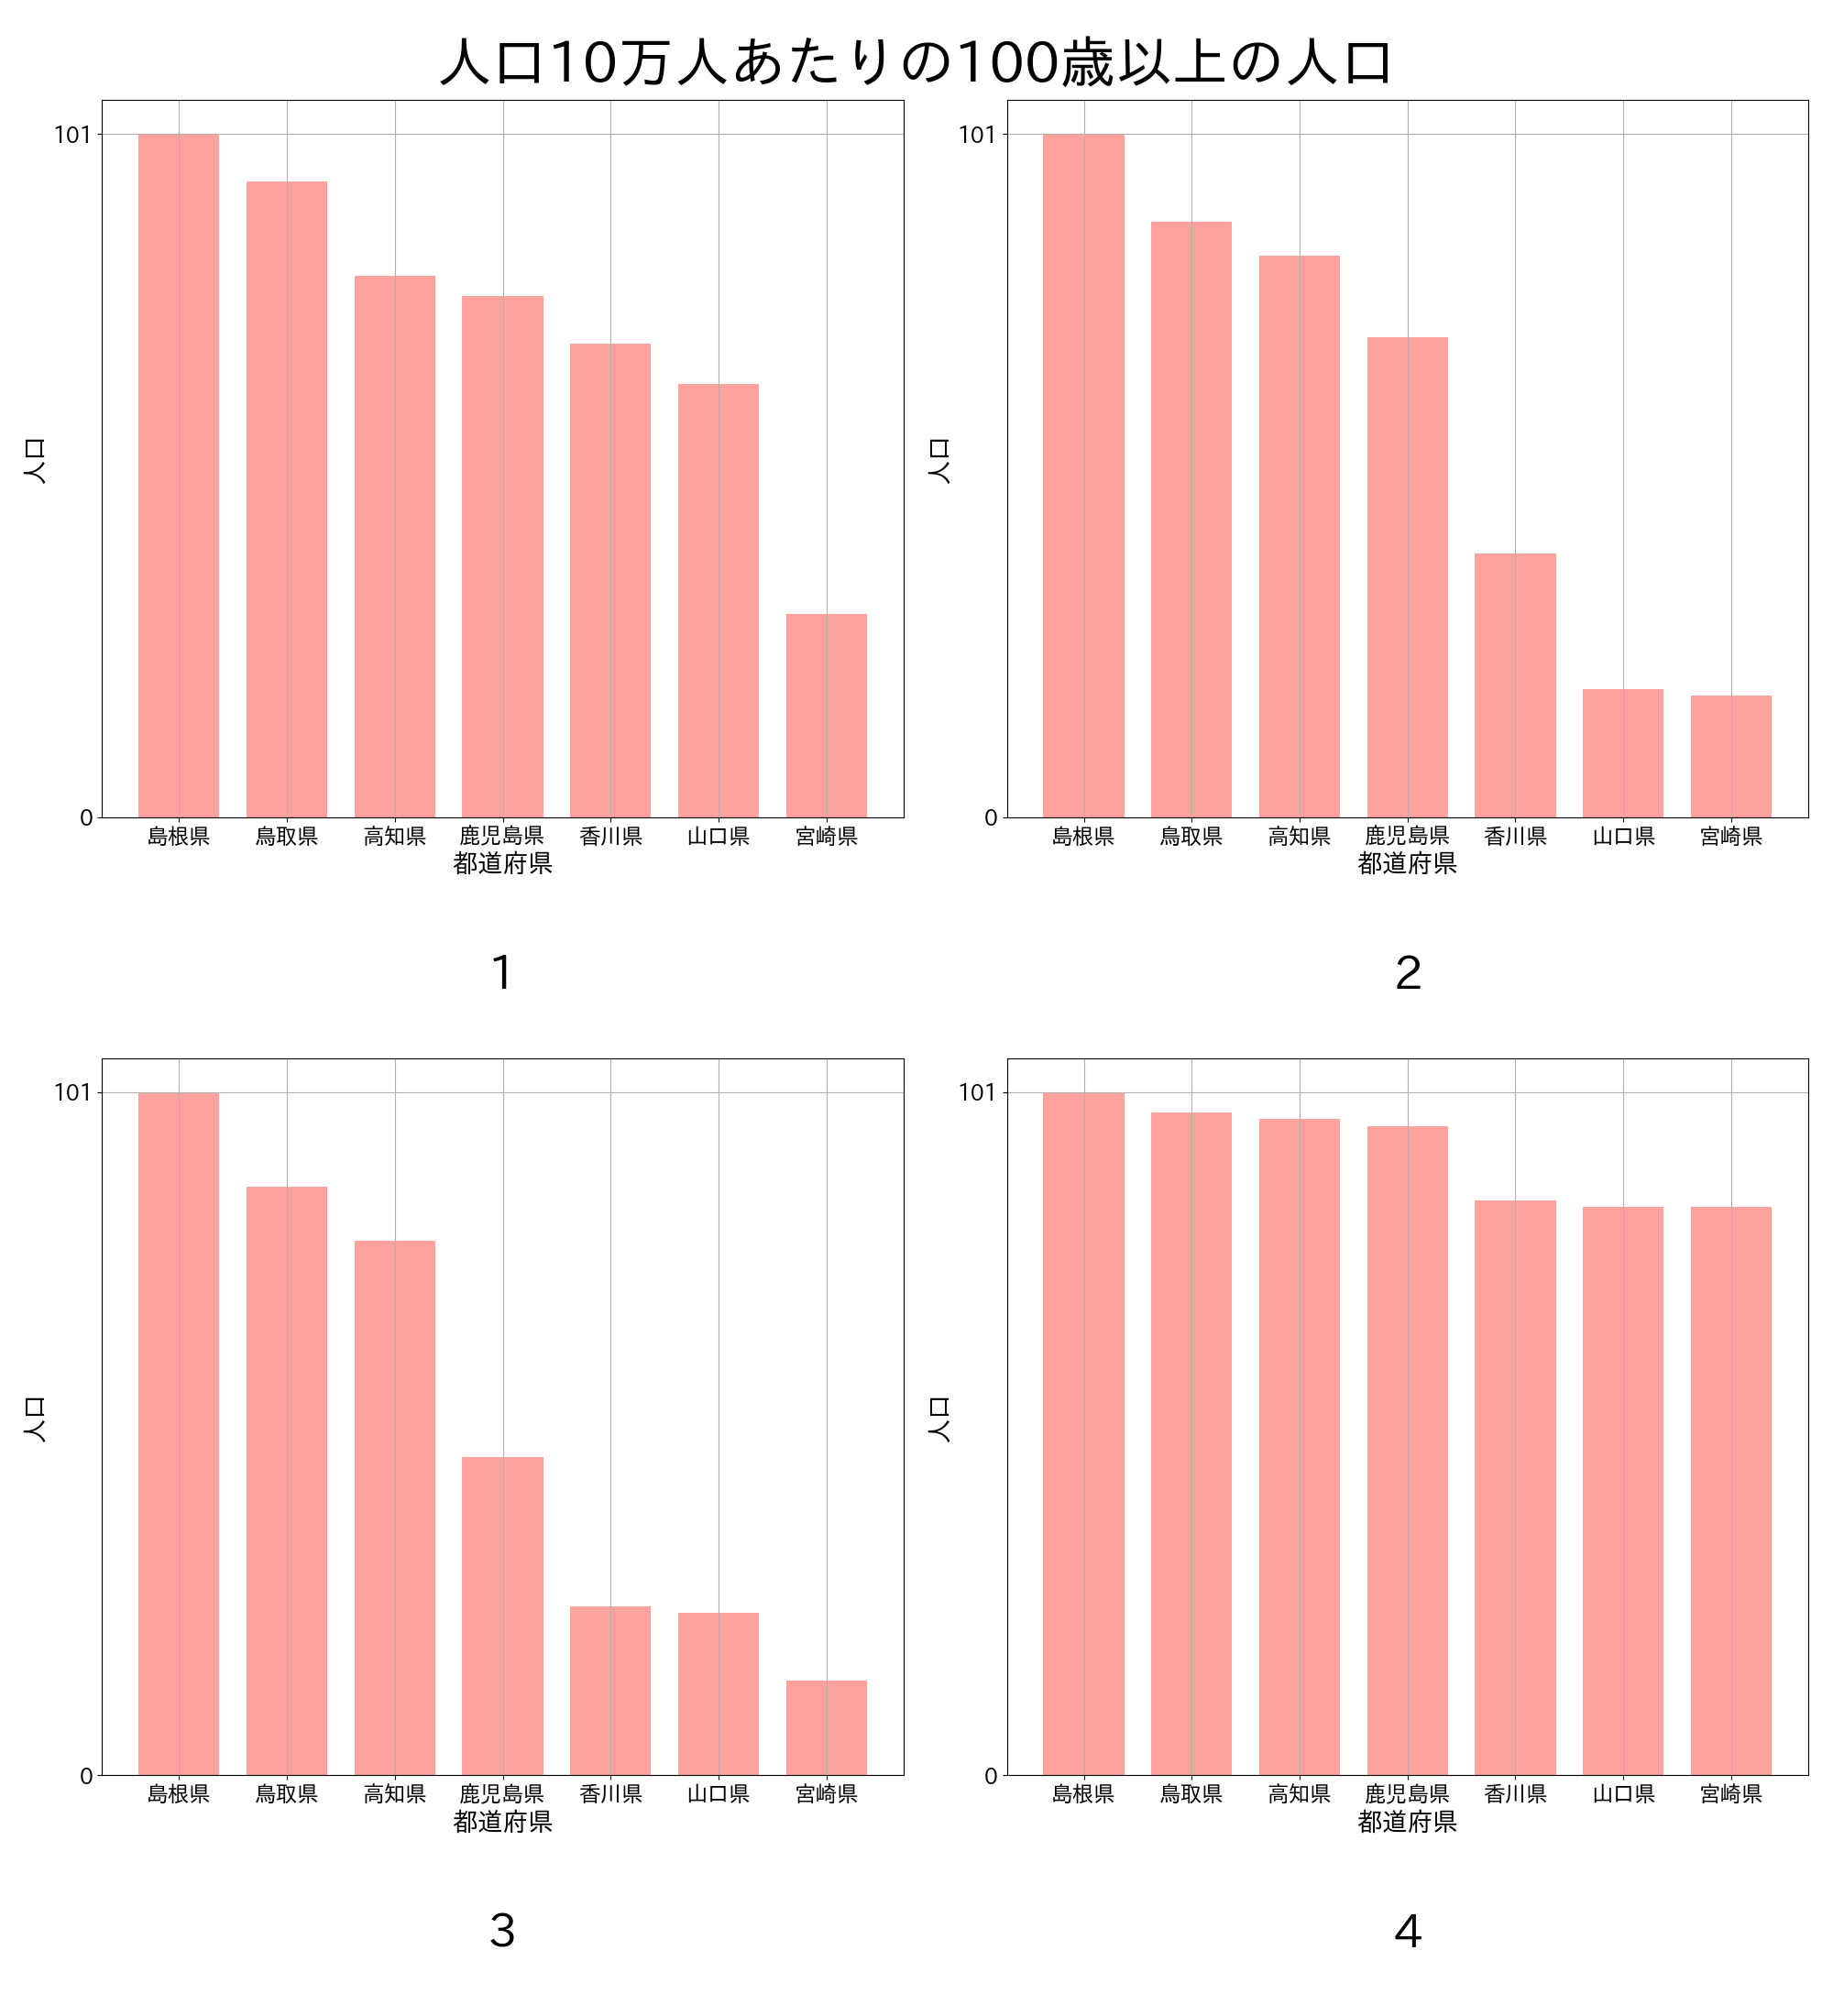 人口10万人あたりの100歳以上の人口
101
人口
0
島根県 鳥取県 高知県 鹿児島県 香川県 山口県 宮崎県
都道府県
1
101
人口
0
島根県 鳥取県 高知県 鹿児島県 香川県 山口県 宮崎県
都道府県
2
101
人口
0
島根県 鳥取県 高知県 鹿児島県 香川県 山口県 宮崎県
都道府県
3
101
人口
0
島根県 鳥取県 高知県 鹿児島県 香川県 山口県 宮崎県
都道府県
4